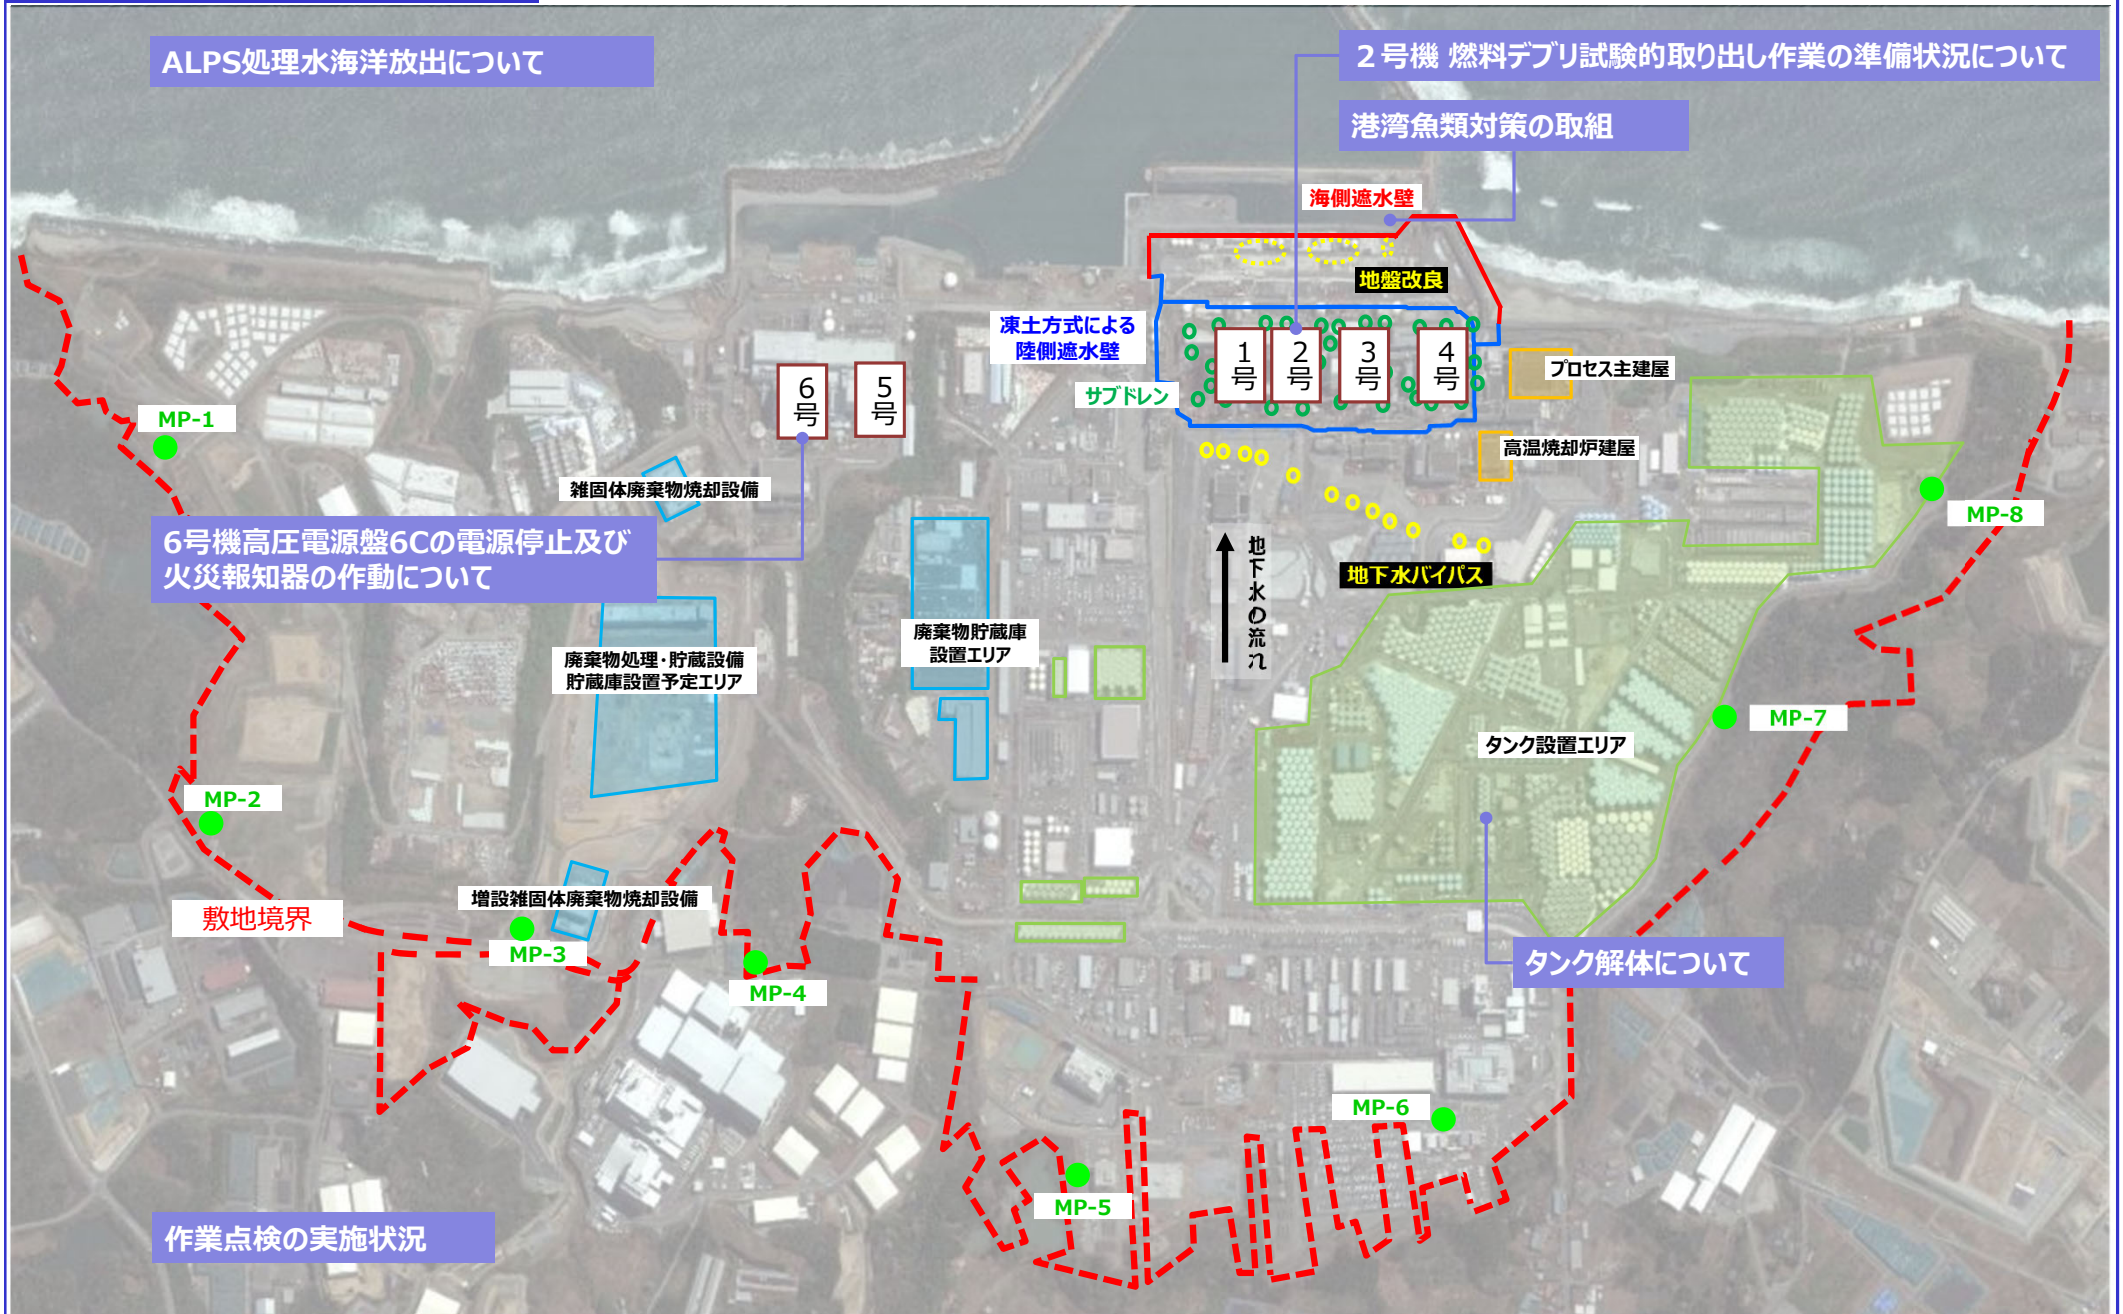 ALPS処理水海洋放出について
２号機 燃料デブリ試験的取り出し作業の準備状況について
港湾魚類対策の取組
海側遮水壁
地盤改良
凍土方式による
陸側遮水壁
サブドレン
1号
2号
3号
4号
6号
5号
プロセス主建屋
高温焼却炉建屋
MP-1
雑固体廃棄物焼却設備
MP-8
6号機高圧電源盤6Cの電源停止及び
火災報知器の作動について
地下水バイパス
地下水の流れ
廃棄物貯蔵庫
設置エリア
廃棄物処理・貯蔵設備
貯蔵庫設置予定エリア
MP-7
タンク設置エリア
MP-2
増設雑固体廃棄物焼却設備
敷地境界
MP-3
タンク解体について
MP-4
MP-6
MP-5
作業点検の実施状況